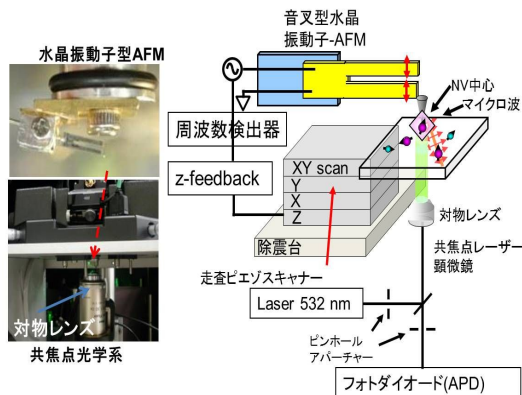 水晶振動子型AFM
対物レンズ
共焦点光学系
音叉型水晶
振動子-AFM
NV中心
マイクロ波
周波数検出器
z-feedback
XY scan
Y
X
Z
除震台
対物レンズ
共焦点レーザー
顕微鏡
走査ピエゾスキャナー
Laser 532 nm
ピンホール
アパーチャー
フォトダイオード(APD)